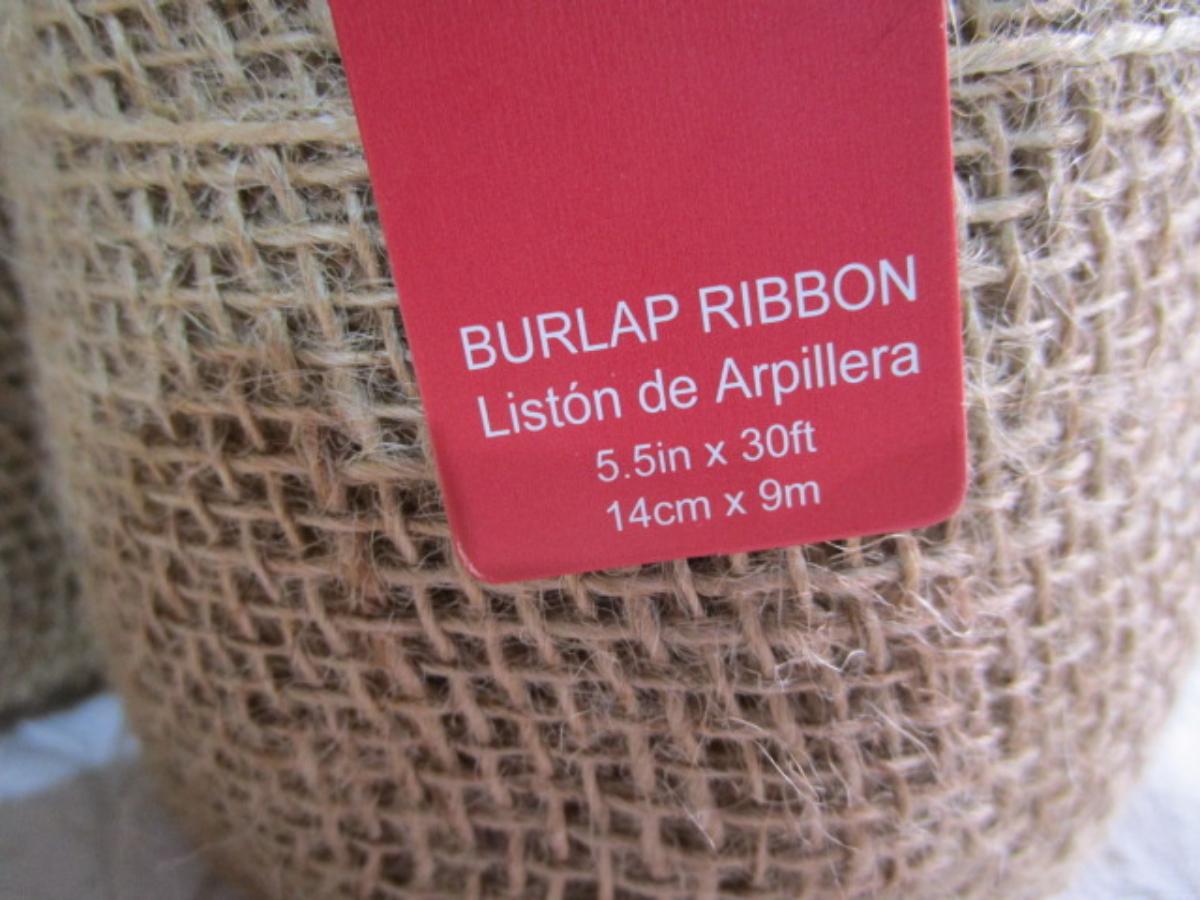 BURLAP RIBBON
Listón de Arpillera
5.5in x 30ft
14cm x 9m